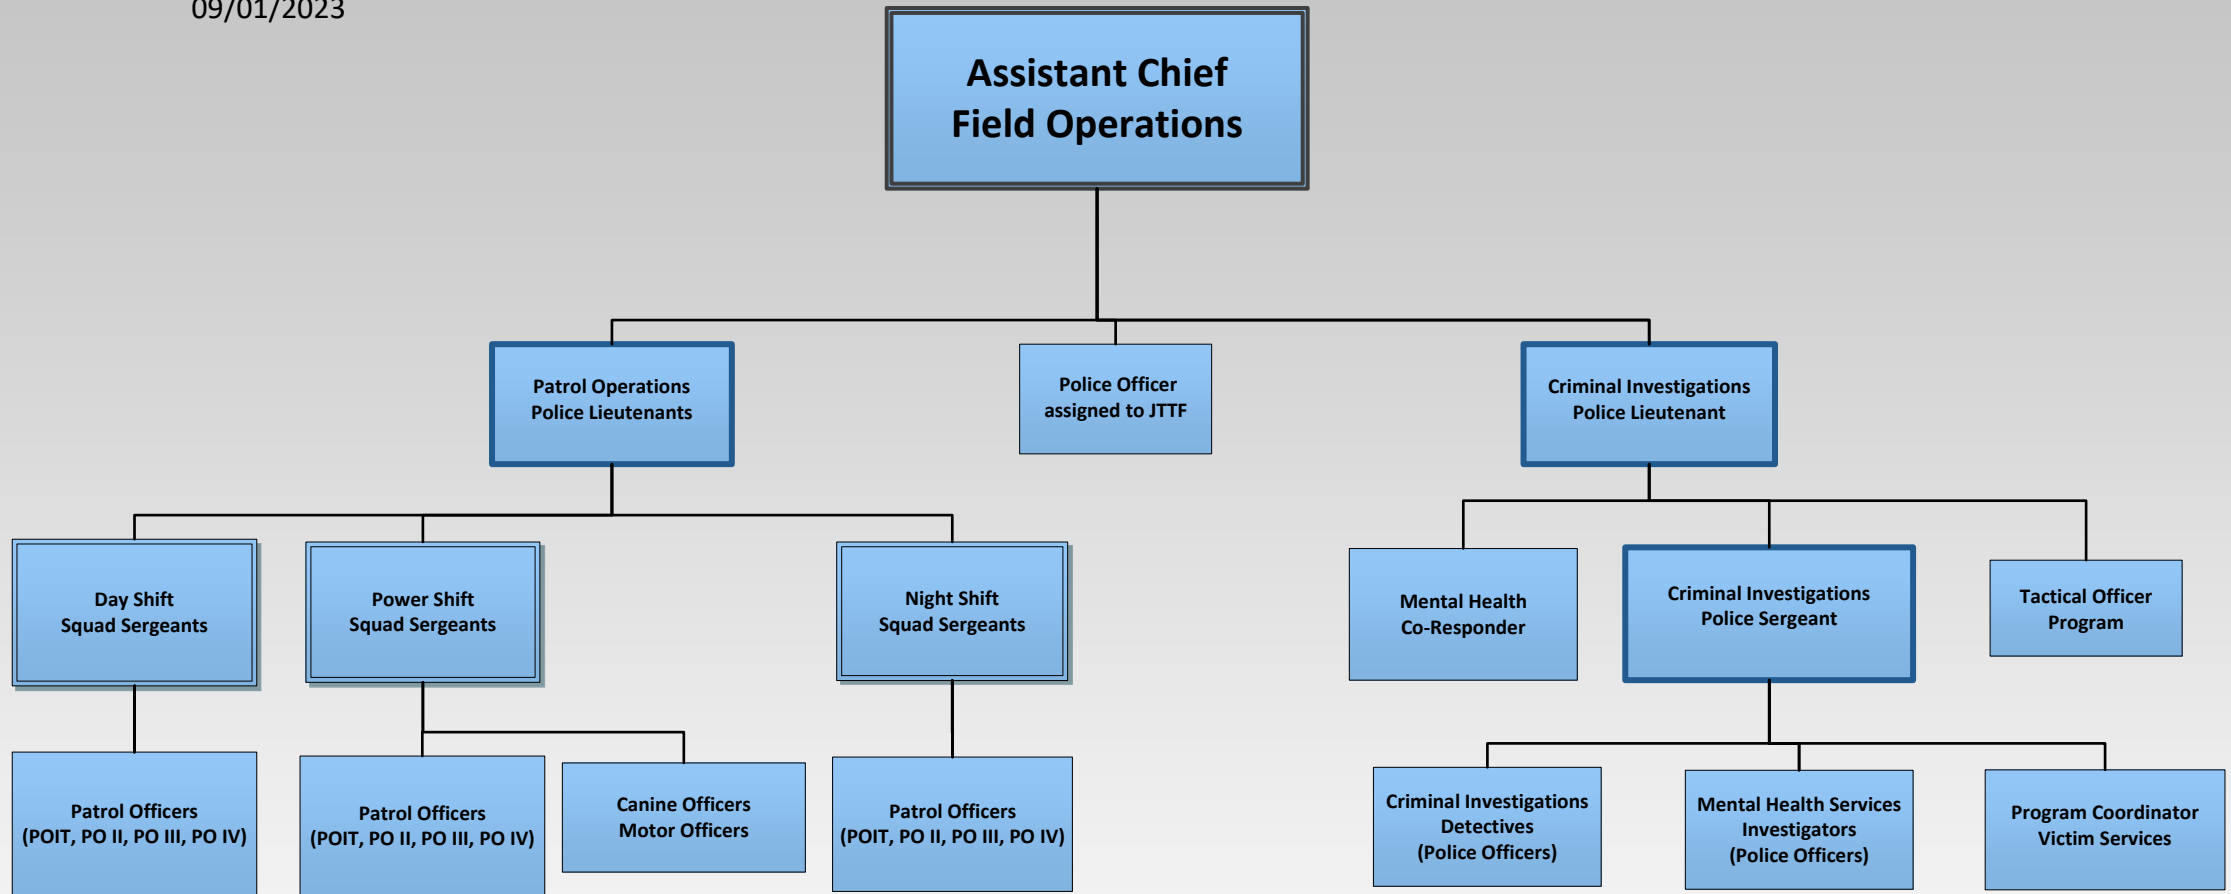 09/01/2023
Assistant Chief
Field Operations
Patrol Operations
Police Lieutenants
Police Officer
assigned to JTTF
Criminal Investigations
Police Lieutenant
Day Shift
Squad Sergeants
Power Shift
Squad Sergeants
Night Shift
Squad Sergeants
Mental Health
Co-Responder
Criminal Investigations
Police Sergeant
Tactical Officer
Program
Patrol Officers
(POIT, PO II, PO III, PO IV)
Patrol Officers
(POIT, PO II, PO III, PO IV)
Canine Officers
Motor Officers
Patrol Officers
(POIT, PO II, PO III, PO IV)
Criminal Investigations
Detectives
(Police Officers)
Mental Health Services
Investigators
(Police Officers)
Program Coordinator
Victim Services